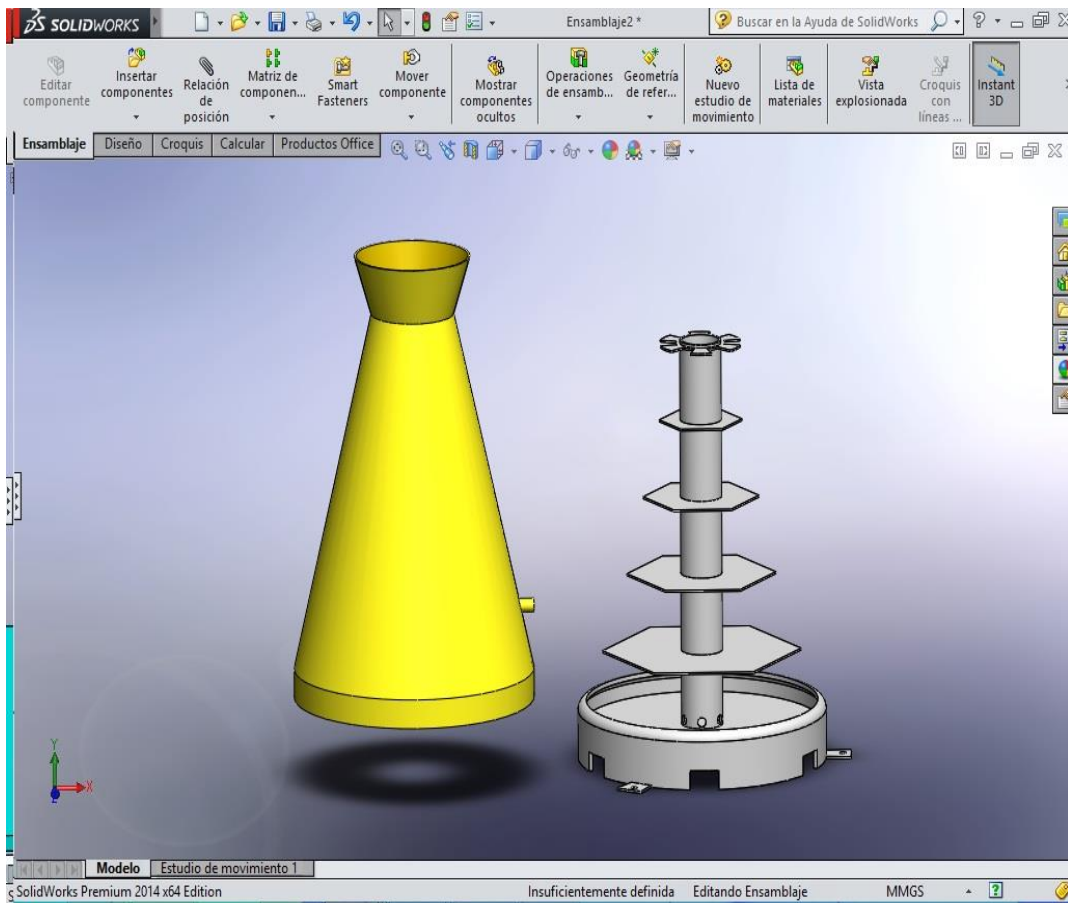 SOLIDWORKS
Ensamblaje2 *
Buscar en la Ayuda de SolidWorks
Editar componente
Insertar componentes
Relación de posición
Matriz de componen...
Smart Fasteners
Mover componente
Mostrar componentes ocultos
Operaciones de ensamb...
Geometría de refer...
Nuevo estudio de movimiento
Lista de materiales
Vista explosionada
Croquis con líneas ...
Instant 3D
Ensamblaje Diseño Croquis Calcular Productos Office
Y
X
Z
Modelo Estudio de movimiento 1
SolidWorks Premium 2014 x64 Edition Insuficientemente definida Editando Ensamblaje MMGS